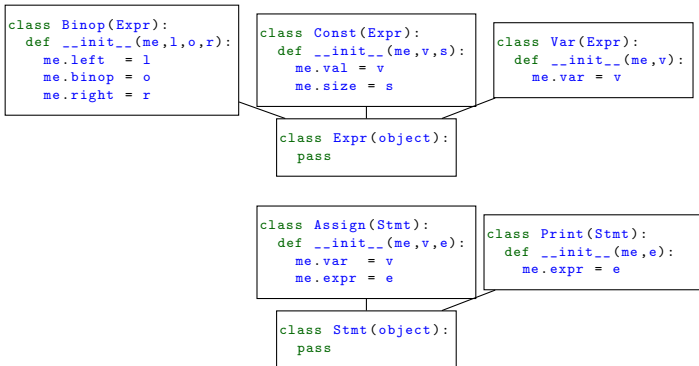 class Binop(Expr):
  def __init__(me,l,o,r):
    me.left  = l
    me.binop = o
    me.right = r
class Const(Expr):
  def __init__(me,v,s):
    me.val = v
    me.size = s
class Var(Expr):
  def __init__(me,v):
    me.var = v
class Expr(object):
  pass
class Assign(Stmt):
  def __init__(me,v,e):
    me.var  = v
    me.expr = e
class Print(Stmt):
  def __init__(me,e):
    me.expr = e
class Stmt(object):
  pass